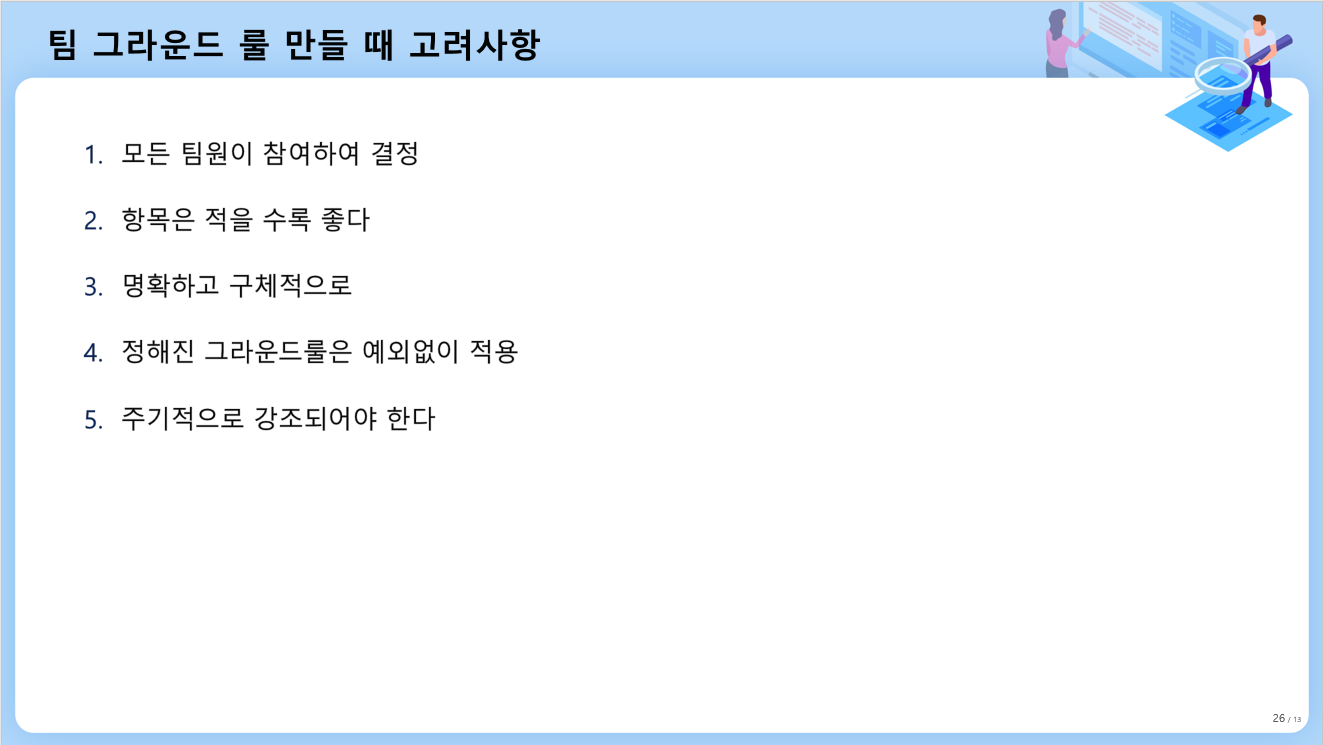 팀 그라운드 룰 만들 때 고려사항
1. 모든 팀원이 참여하여 결정
2. 항목은 적을 수록 좋다
3. 명확하고 구체적으로
4. 정해진 그라운드룰은 예외없이 적용
5. 주기적으로 강조되어야 한다
26 / 13